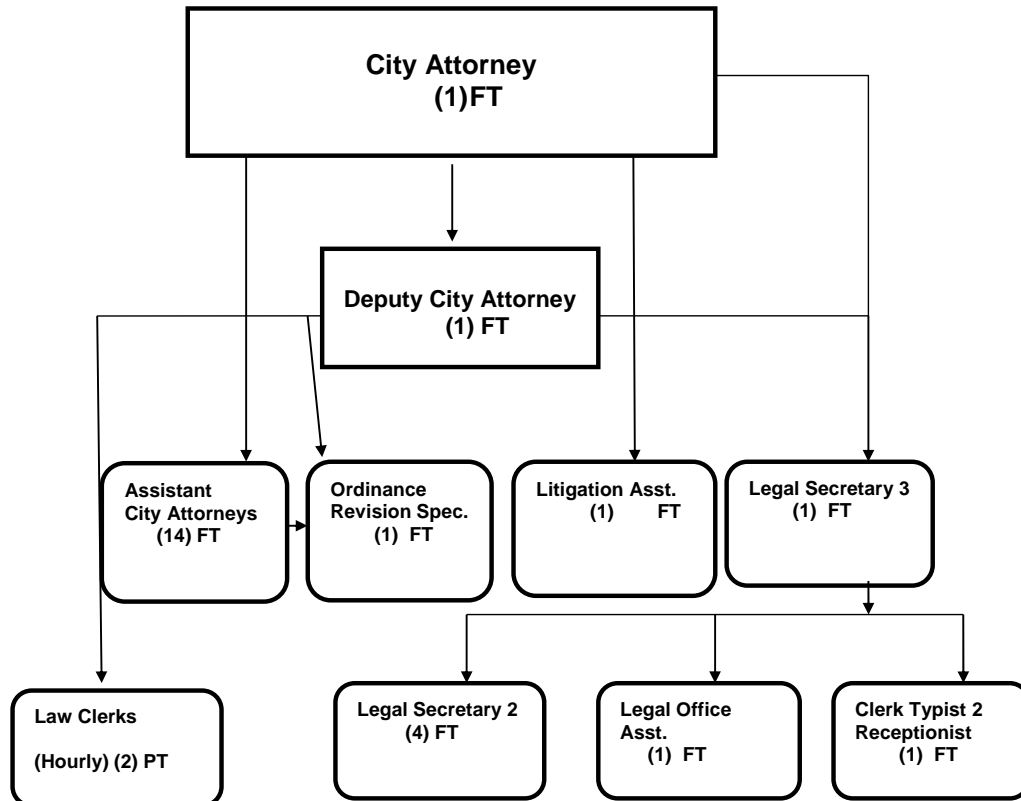 City Attorney
(1)FT
Deputy City Attorney
(1) FT
Assistant
City Attorneys
(14) FT
Ordinance
Revision Spec.
(1) FT
Litigation Asst.
(1) FT
Legal Secretary 3
(1) FT
Law Clerks
(Hourly) (2) PT
Legal Secretary 2
(4) FT
Legal Office
Asst.
(1) FT
Clerk Typist 2
Receptionist
(1) FT